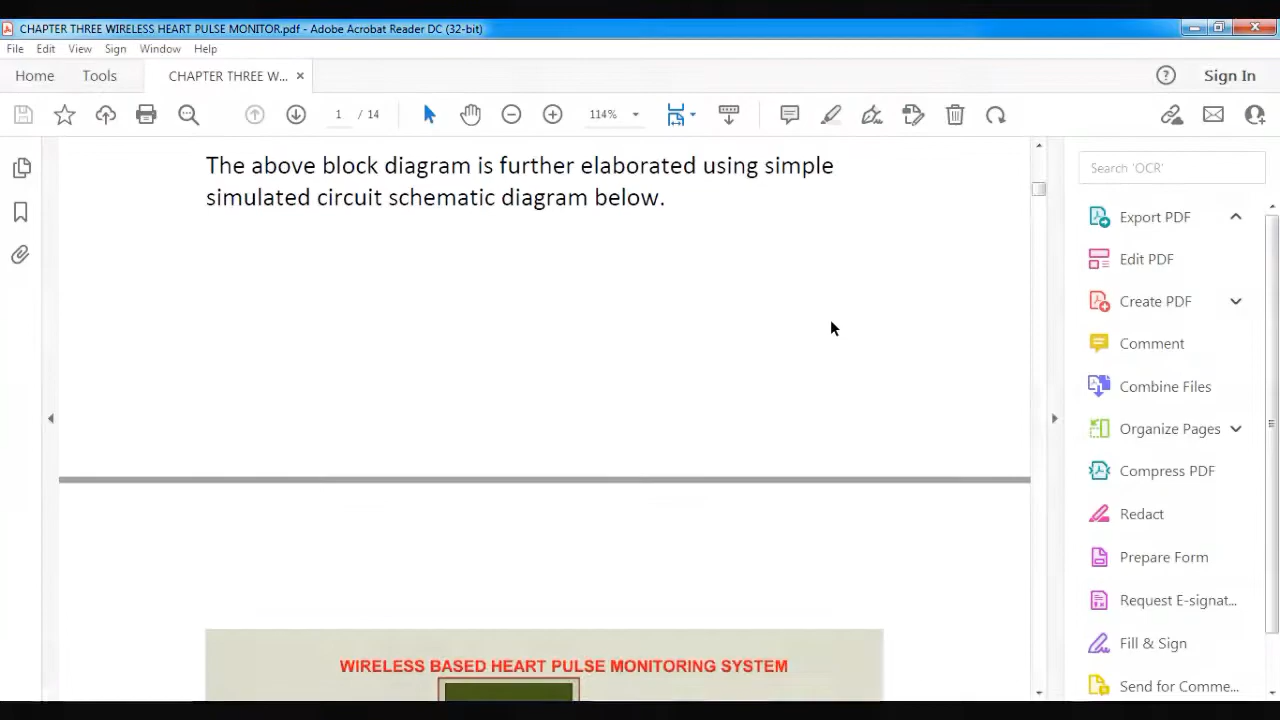 CHAPTER THREE WIRELESS HEART PULSE MONITOR.pdf - Adobe Acrobat Reader DC (32-bit)
File Edit View Sign Window Help
Home Tools CHAPTER THREE W... × Sign In
1 / 14 114%
The above block diagram is further elaborated using simple
simulated circuit schematic diagram below.
WIRELESS BASED HEART PULSE MONITORING SYSTEM
Search 'OCR'
Export PDF
Edit PDF
Create PDF
Comment
Combine Files
Organize Pages
Compress PDF
Redact
Prepare Form
Request E-signat...
Fill & Sign
Send for Comme...